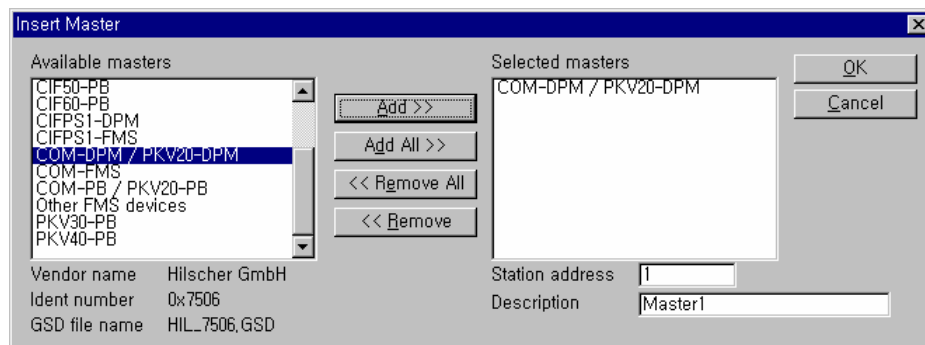 Insert Master
Available masters
CIF50-PB
CIF60-PB
CIFPS1-DPM
CIFPS1-FMS
COM-DPM / PKV20-DPM
COM-FMS
COM-PB / PKV20-PB
Other FMS devices
PKV30-PB
PKV40-PB
Add >>
Add All >>
<< Remove All
<< Remove
Selected masters
COM-DPM / PKV20-DPM
OK
Cancel
Vendor name Hilscher GmbH
Ident number 0x7506
GSD file name HIL_7506.GSD
Station address 1
Description Master1